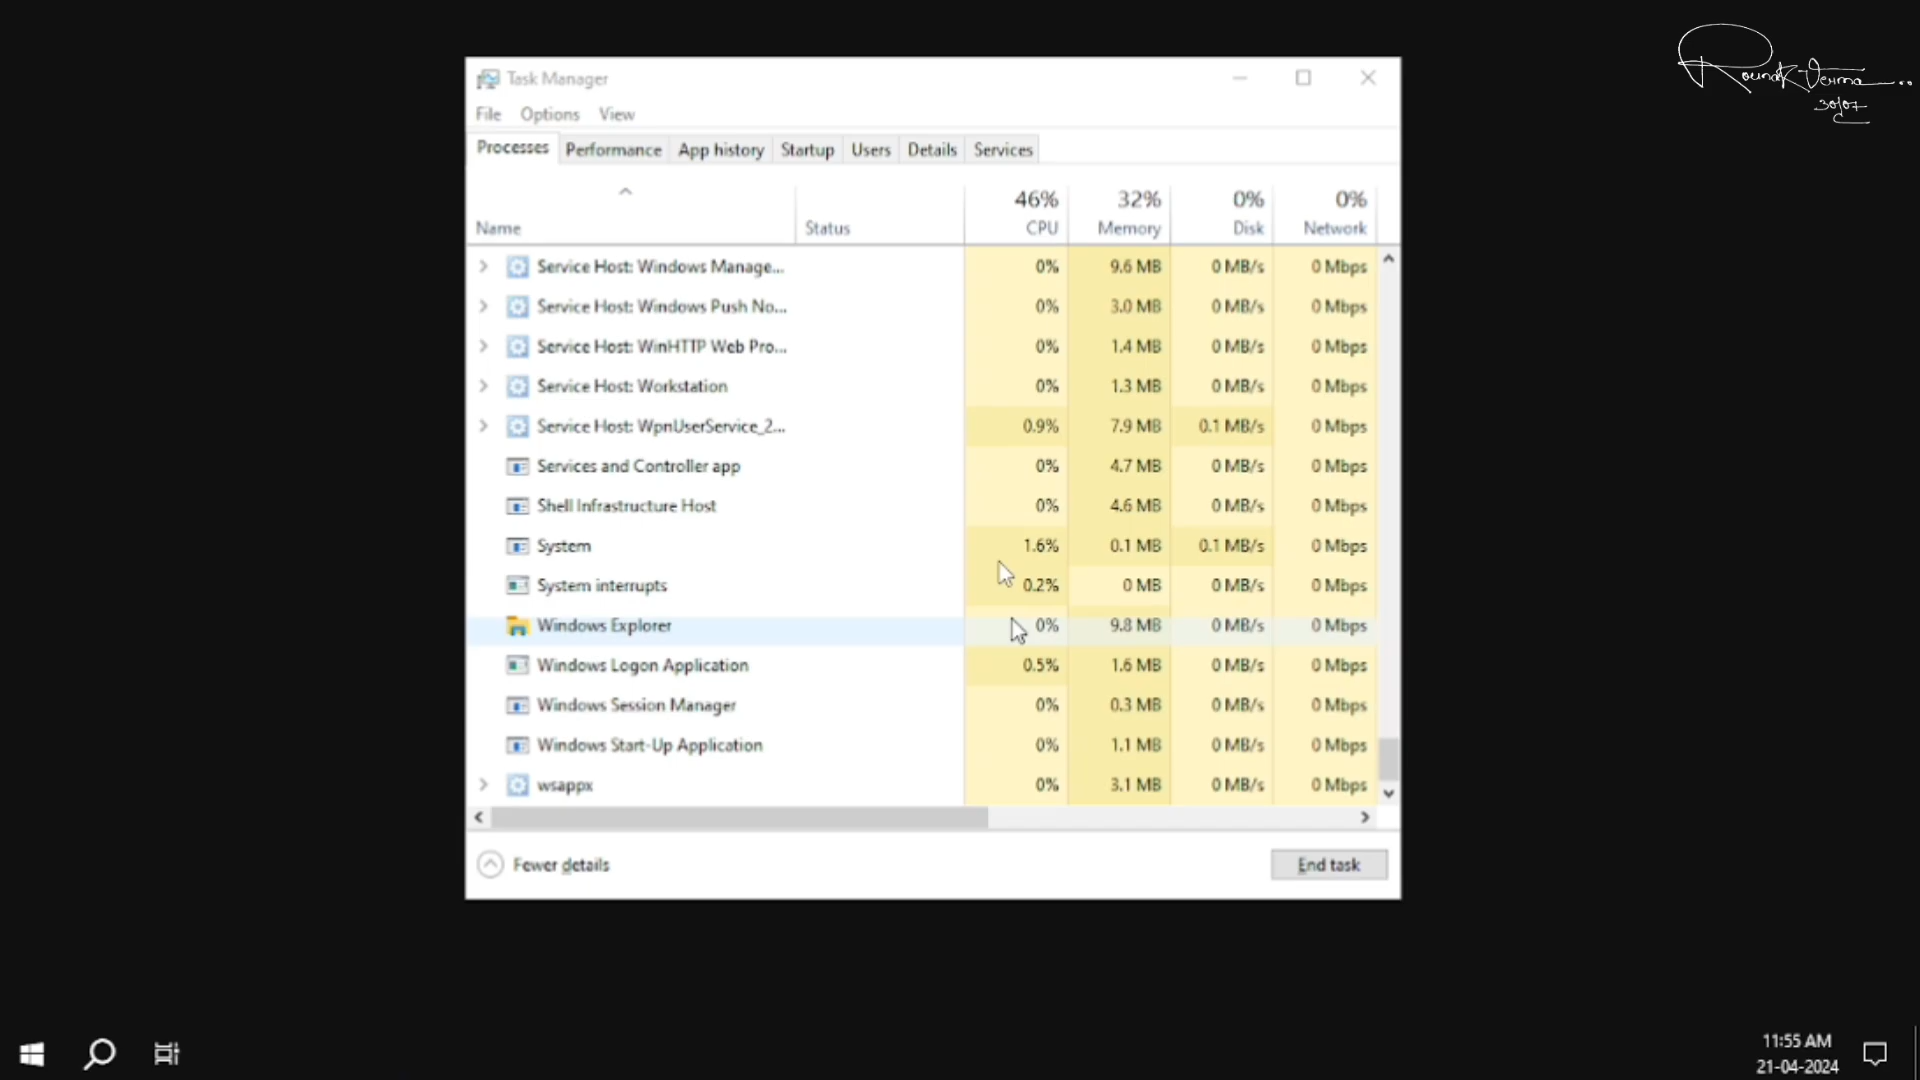 Rounak Verma
30/07
Task Manager
File Options View
Processes Performance App history Startup Users Details Services
46% 32% 0% 0%
Name Status CPU Memory Disk Network
Service Host: Windows Manage... 0% 9.6 MB 0 MB/s 0 Mbps
Service Host: Windows Push No... 0% 3.0 MB 0 MB/s 0 Mbps
Service Host: WinHTTP Web Pro... 0% 1.4 MB 0 MB/s 0 Mbps
Service Host: Workstation 0% 1.3 MB 0 MB/s 0 Mbps
Service Host: WpnUserService_2... 0.9% 7.9 MB 0.1 MB/s 0 Mbps
Services and Controller app 0% 4.7 MB 0 MB/s 0 Mbps
Shell Infrastructure Host 0% 4.6 MB 0 MB/s 0 Mbps
System 1.6% 0.1 MB 0.1 MB/s 0 Mbps
System interrupts 0.2% 0 MB 0 MB/s 0 Mbps
Windows Explorer 0% 9.8 MB 0 MB/s 0 Mbps
Windows Logon Application 0.5% 1.6 MB 0 MB/s 0 Mbps
Windows Session Manager 0% 0.3 MB 0 MB/s 0 Mbps
Windows Start-Up Application 0% 1.1 MB 0 MB/s 0 Mbps
wsappx 0% 3.1 MB 0 MB/s 0 Mbps
Fewer details End task
11:55 AM
21-04-2024